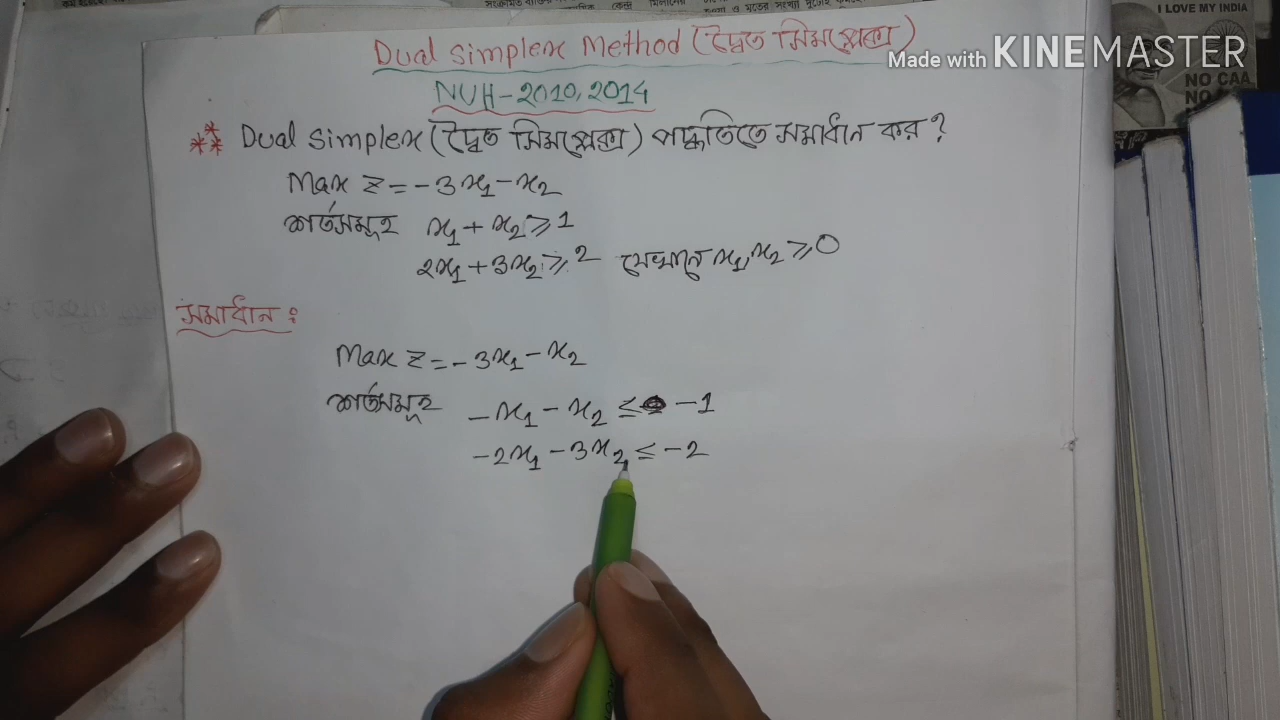 I LOVE MY INDIA
Dual Simplex Method (দ্বৈত সিমপ্লেক্স)
Made with KINEMASTER
NUH-2010, 2014
NO CAA
*** Dual Simplex (দ্বৈত সিমপ্লেক্স) পদ্ধতিতে সমাধান কর?
Max Z = -3x₁ - x₂
শর্তসমূহ x₁ + x₂ ≥ 1
2x₁ + 3x₂ ≥ 2 যেখানে x₁, x₂ ≥ 0
সমাধান :
Max Z = -3x₁ - x₂
শর্তসমূহ -x₁ - x₂ ≤ -1
-2x₁ - 3x₂ ≤ -2